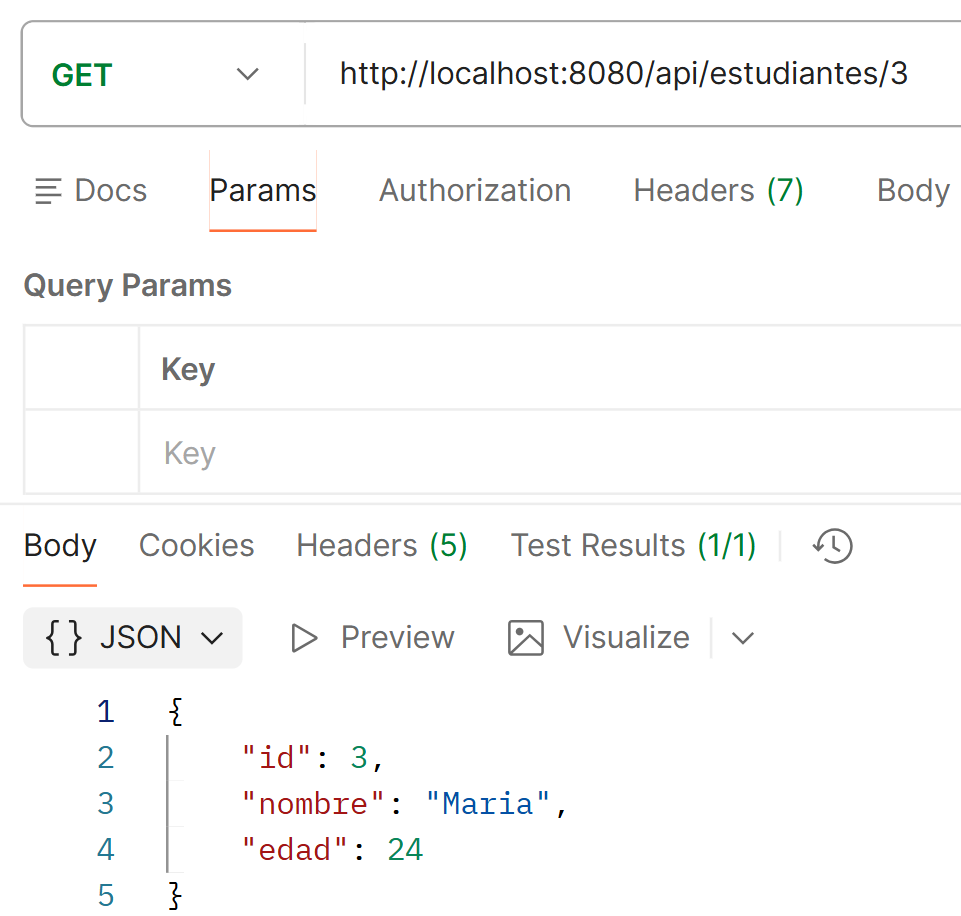 GET http://localhost:8080/api/estudiantes/3
Docs Params Authorization Headers (7) Body
Query Params
Key
Key
Body Cookies Headers (5) Test Results (1/1)
{ } JSON Preview Visualize
1 {
2 "id": 3,
3 "nombre": "Maria",
4 "edad": 24
5 }